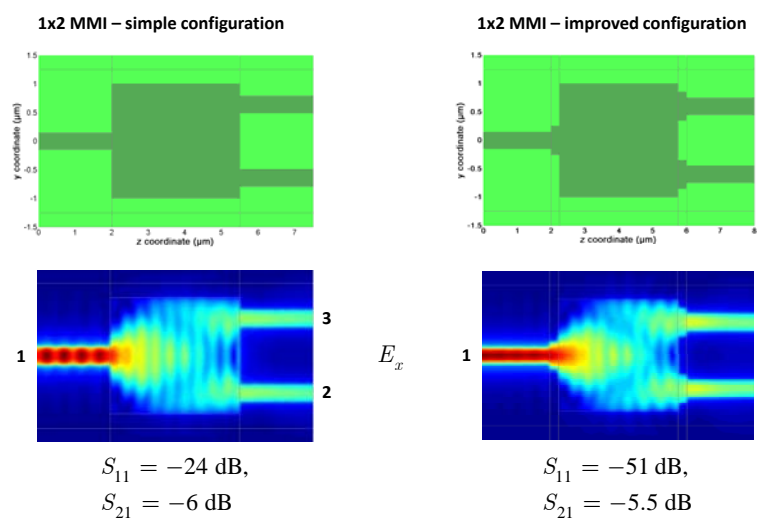 1x2 MMI – simple configuration
1x2 MMI – improved configuration
1.5
1
0.5
0
-0.5
-1
-1.5
y coordinate (µm)
0 1 2 3 4 5 6 7
z coordinate (µm)
1.5
1
0.5
0
-0.5
-1
-1.5
y coordinate (µm)
0 1 2 3 4 5 6 7 8
z coordinate (µm)
1
3
2
E_x
1
S_11 = −24 dB,
S_21 = −6 dB
S_11 = −51 dB,
S_21 = −5.5 dB